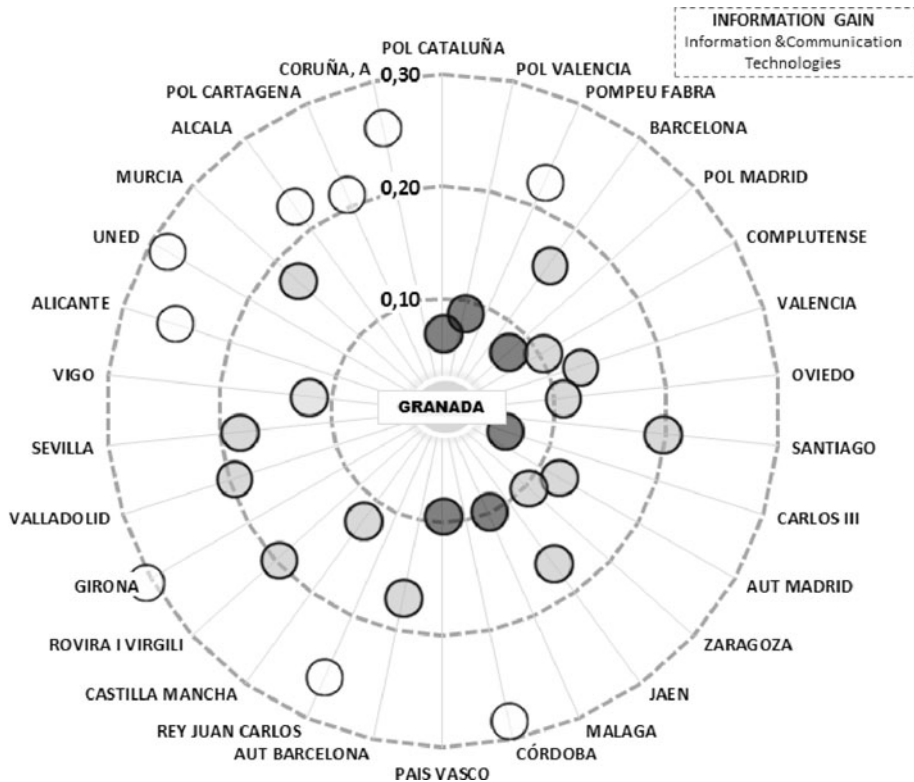 INFORMATION GAIN
Information &Communication
Technologies
POL CATALUÑA
CORUÑA, A
0,30
POL VALENCIA
POL CARTAGENA
POMPEU FABRA
ALCALA
BARCELONA
MURCIA
0,20
POL MADRID
UNED
COMPLUTENSE
ALICANTE
0,10
VALENCIA
VIGO
OVIEDO
GRANADA
SEVILLA
SANTIAGO
VALLADOLID
CARLOS III
GIRONA
AUT MADRID
ROVIRA I VIRGILI
ZARAGOZA
CASTILLA MANCHA
JAEN
REY JUAN CARLOS
MALAGA
AUT BARCELONA
CÓRDOBA
PAIS VASCO